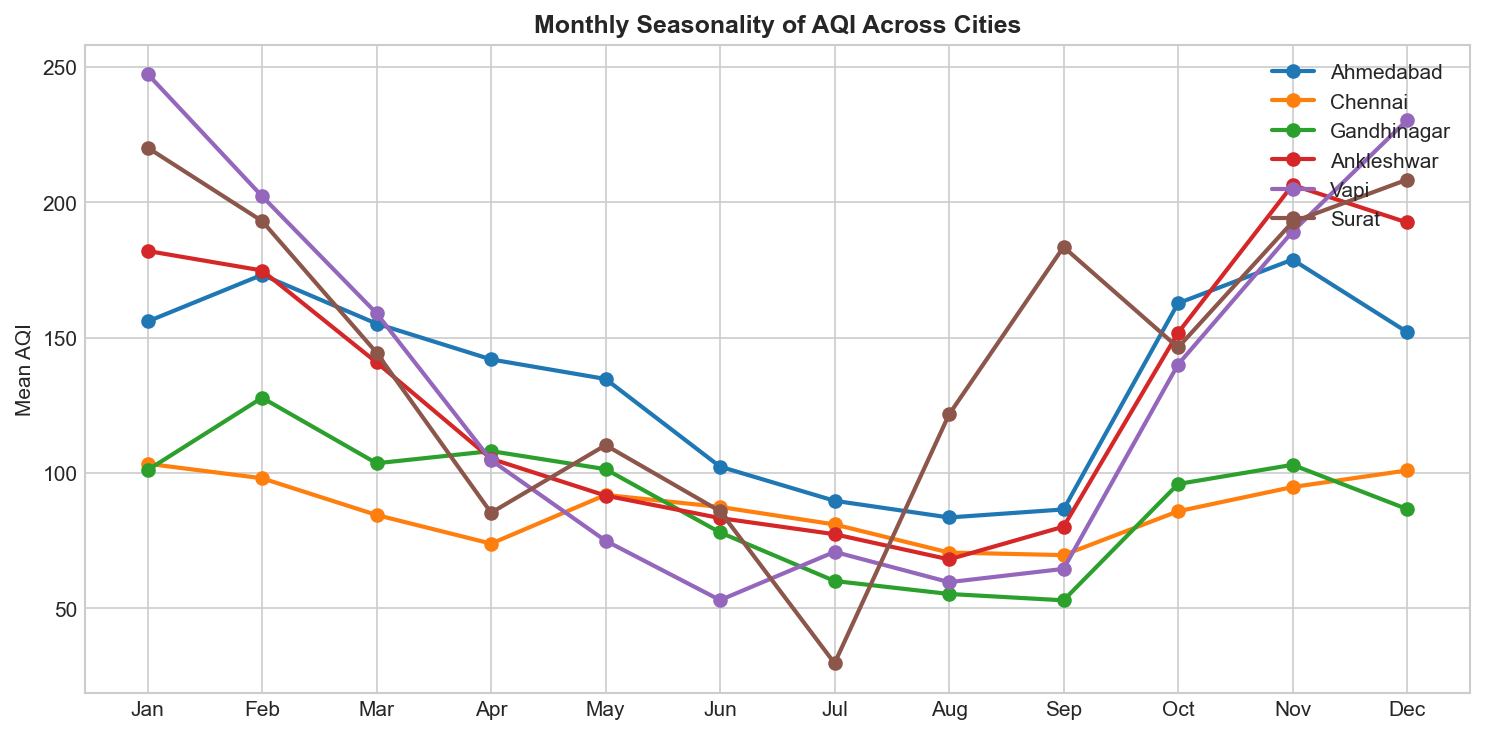 Monthly Seasonality of AQI Across Cities
Mean AQI
250
200
150
100
50
Ahmedabad
Chennai
Gandhinagar
Ankleshwar
Vapi
Surat
Jan Feb Mar Apr May Jun Jul Aug Sep Oct Nov Dec